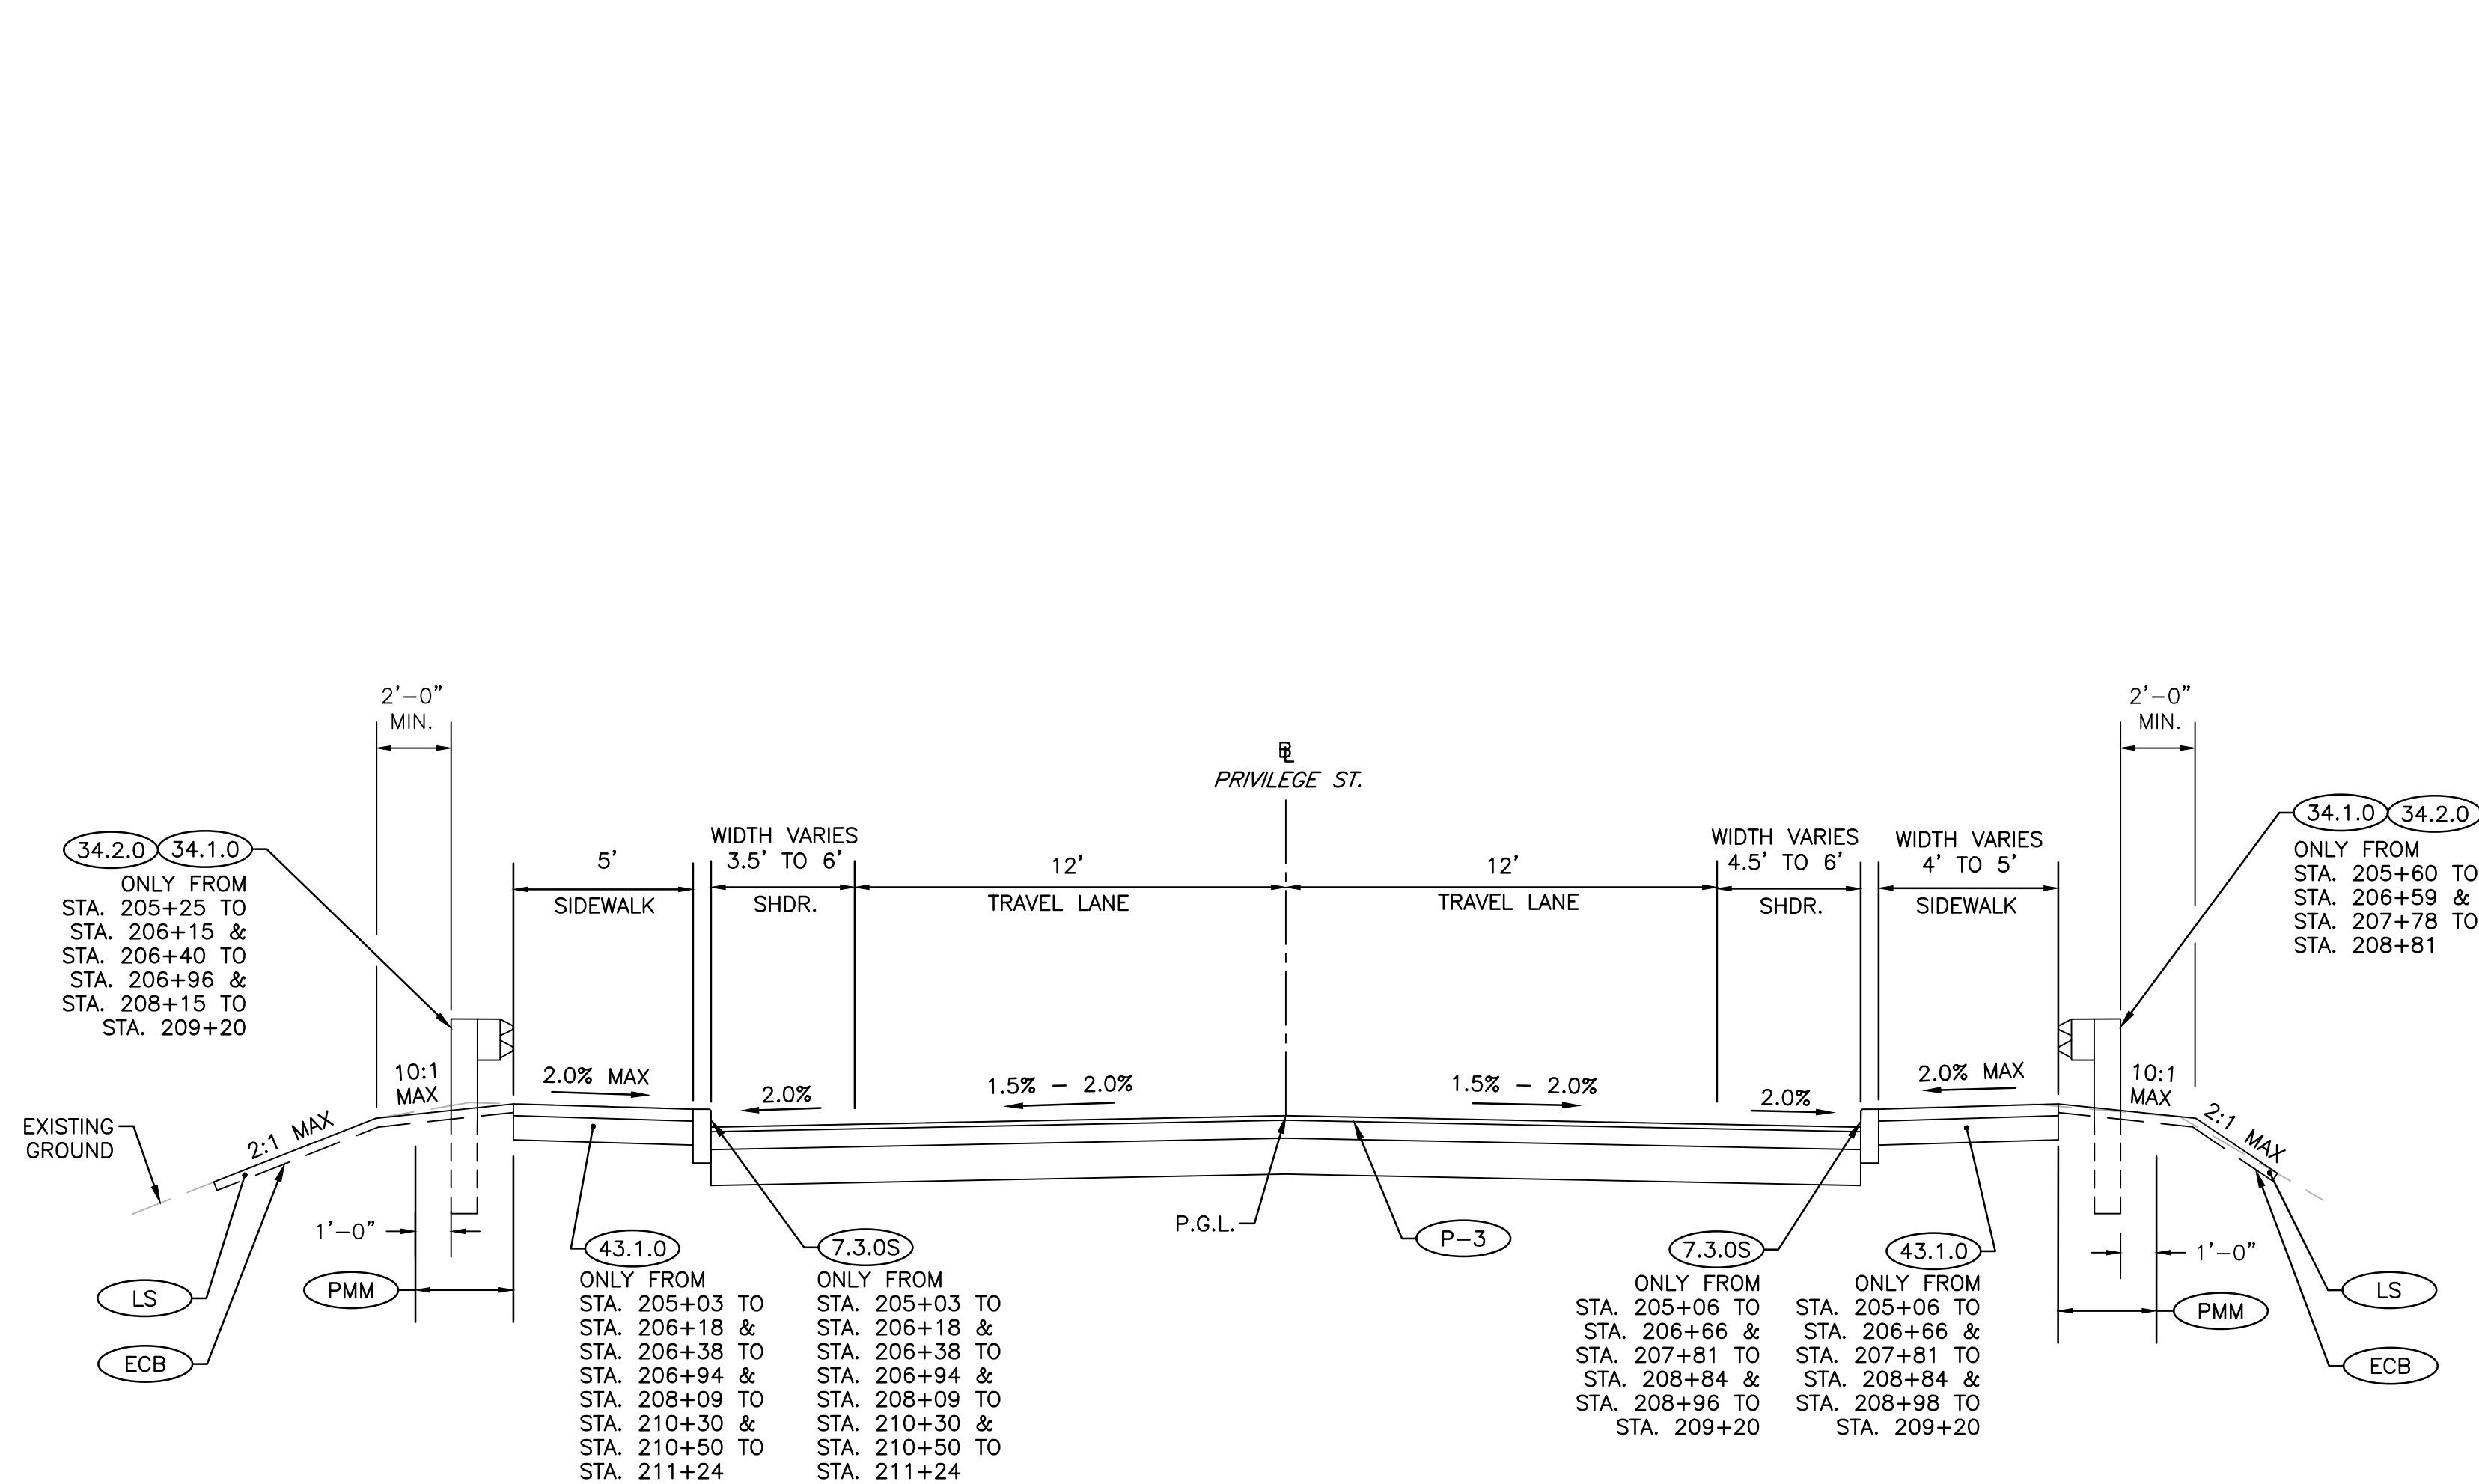 2'-0"
MIN.
2'-0"
MIN.
BL
PRIVILEGE ST.
34.2.0 34.1.0
ONLY FROM
STA. 205+25 TO
STA. 206+15 &
STA. 206+40 TO
STA. 206+96 &
STA. 208+15 TO
STA. 209+20
5'
SIDEWALK
WIDTH VARIES
3.5' TO 6'
SHDR.
12'
TRAVEL LANE
12'
TRAVEL LANE
WIDTH VARIES
4.5' TO 6'
SHDR.
WIDTH VARIES
4' TO 5'
SIDEWALK
34.1.0 34.2.0
ONLY FROM
STA. 205+60 TO
STA. 206+59 &
STA. 207+78 TO
STA. 208+81
EXISTING
GROUND
2:1 MAX
10:1
MAX
2.0% MAX
2.0%
1.5% - 2.0%
1.5% - 2.0%
2.0%
2.0% MAX
10:1
MAX
2:1 MAX
1'-0"
PMM
LS
ECB
43.1.0
ONLY FROM
STA. 205+03 TO
STA. 206+18 &
STA. 206+38 TO
STA. 206+94 &
STA. 208+09 TO
STA. 210+30 &
STA. 210+50 TO
STA. 211+24
7.3.0S
ONLY FROM
STA. 205+03 TO
STA. 206+18 &
STA. 206+38 TO
STA. 206+94 &
STA. 208+09 TO
STA. 210+30 &
STA. 210+50 TO
STA. 211+24
P.G.L.
P-3
7.3.0S
ONLY FROM
STA. 205+06 TO
STA. 206+66 &
STA. 207+81 TO
STA. 208+84 &
STA. 208+96 TO
STA. 209+20
43.1.0
ONLY FROM
STA. 205+06 TO
STA. 206+66 &
STA. 207+81 TO
STA. 208+84 &
STA. 208+98 TO
STA. 209+20
1'-0"
PMM
LS
ECB